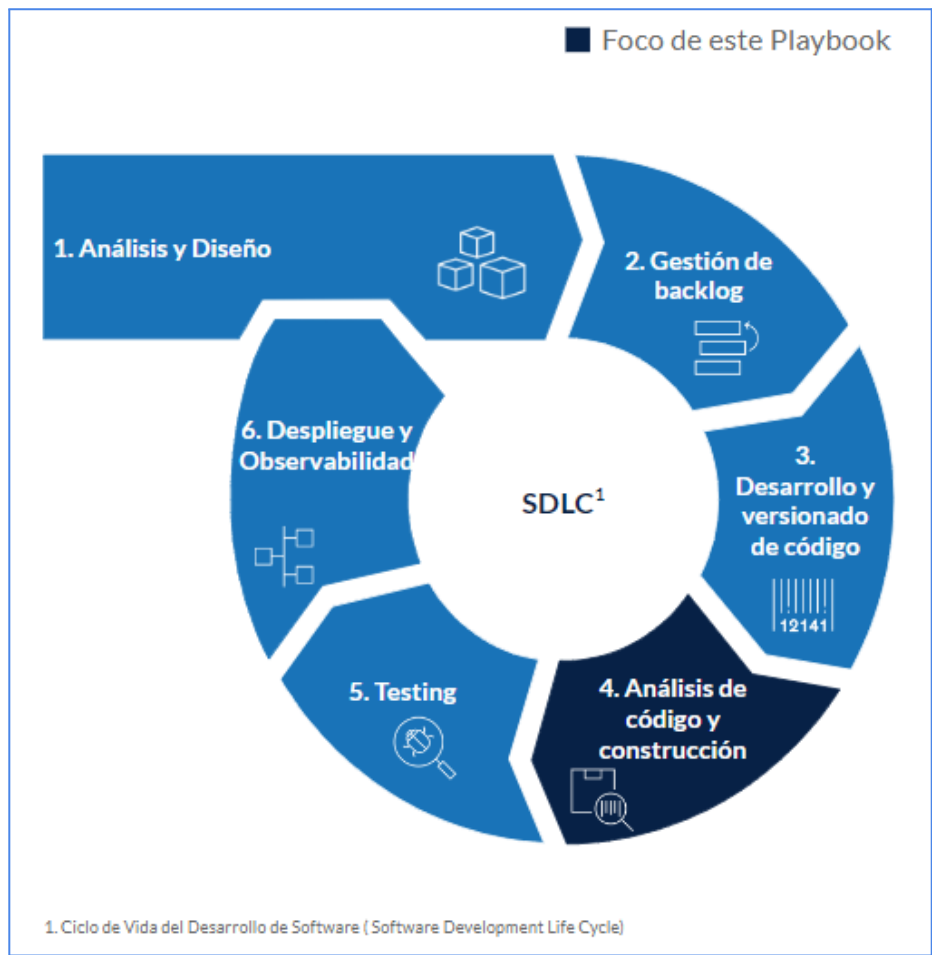 Foco de este Playbook
1. Análisis y Diseño
2. Gestión de
backlog
3.
Desarrollo y
versionado
de código
12141
4. Análisis de
código y
construcción
5. Testing
6. Despliegue y
Observabilidad
SDLC¹
1. Ciclo de Vida del Desarrollo de Software ( Software Development Life Cycle)